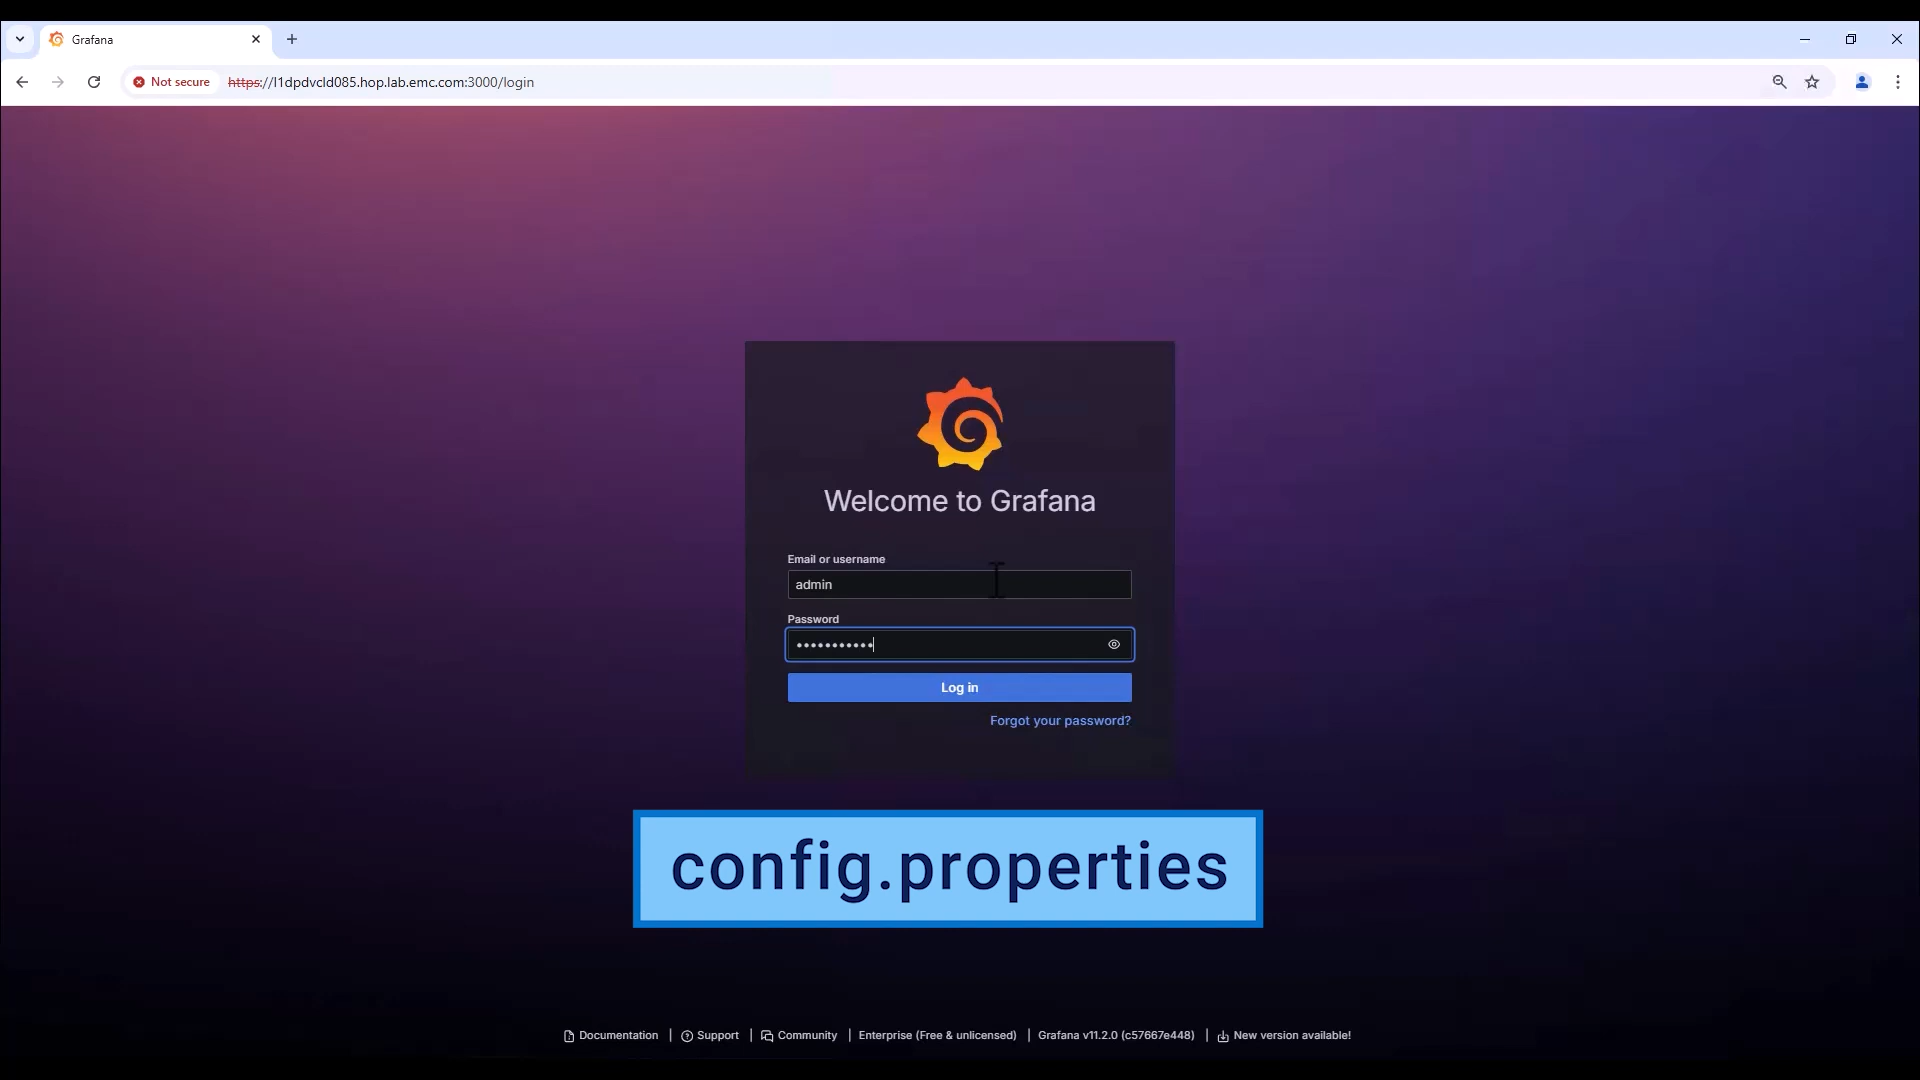 Grafana
Not secure
https://l1dpdvcld085.hop.lab.emc.com:3000/login
Welcome to Grafana
Email or username
admin
Password
Log in
Forgot your password?
config.properties
Documentation | Support | Community | Enterprise (Free & unlicensed) | Grafana v11.2.0 (c57667e448) | New version available!